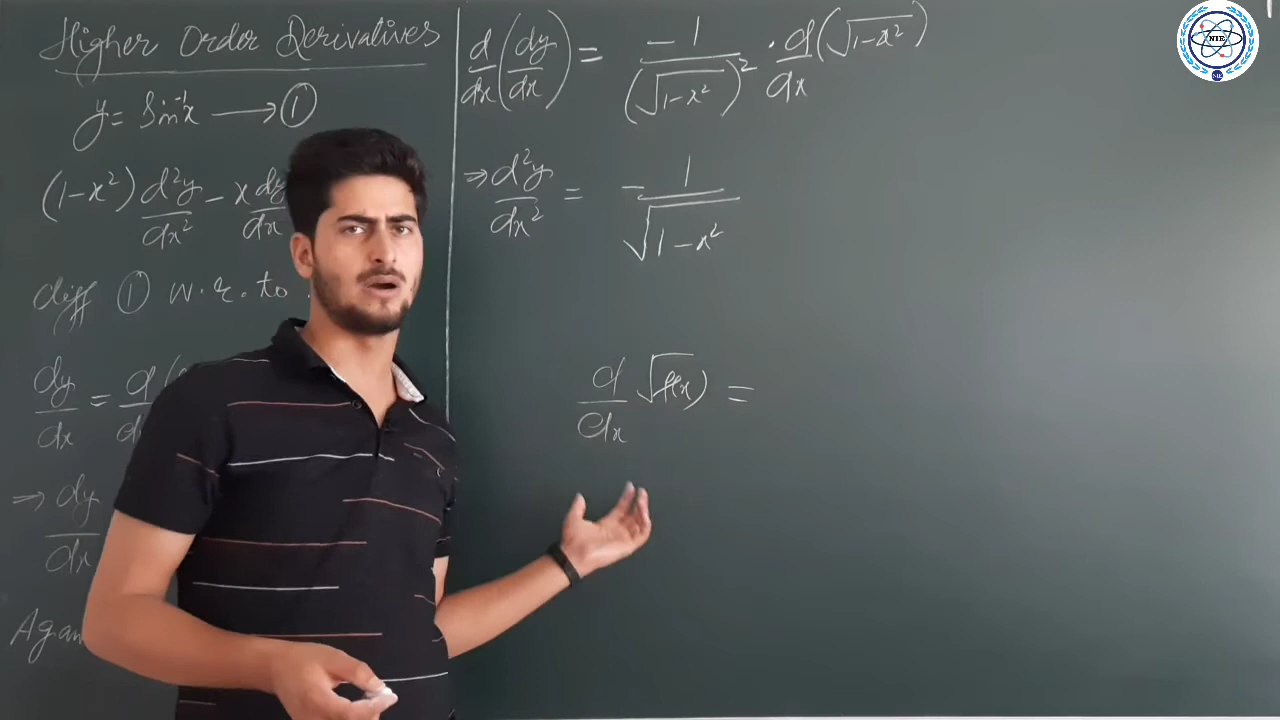 Higher Order Derivatives
y = Sin⁻¹x ⟶ ①
(1-x²) d²y/dx² - x dy/dx
diff ① w.r.to
dy/dx = d/d
⇒ dy/dx
Again
d/dx (dy/dx) = -1/(√1-x²)² · d/dx (√1-x²)
⇒ d²y/dx² = -1/√1-x²
d/dx √f(x) =
NIE